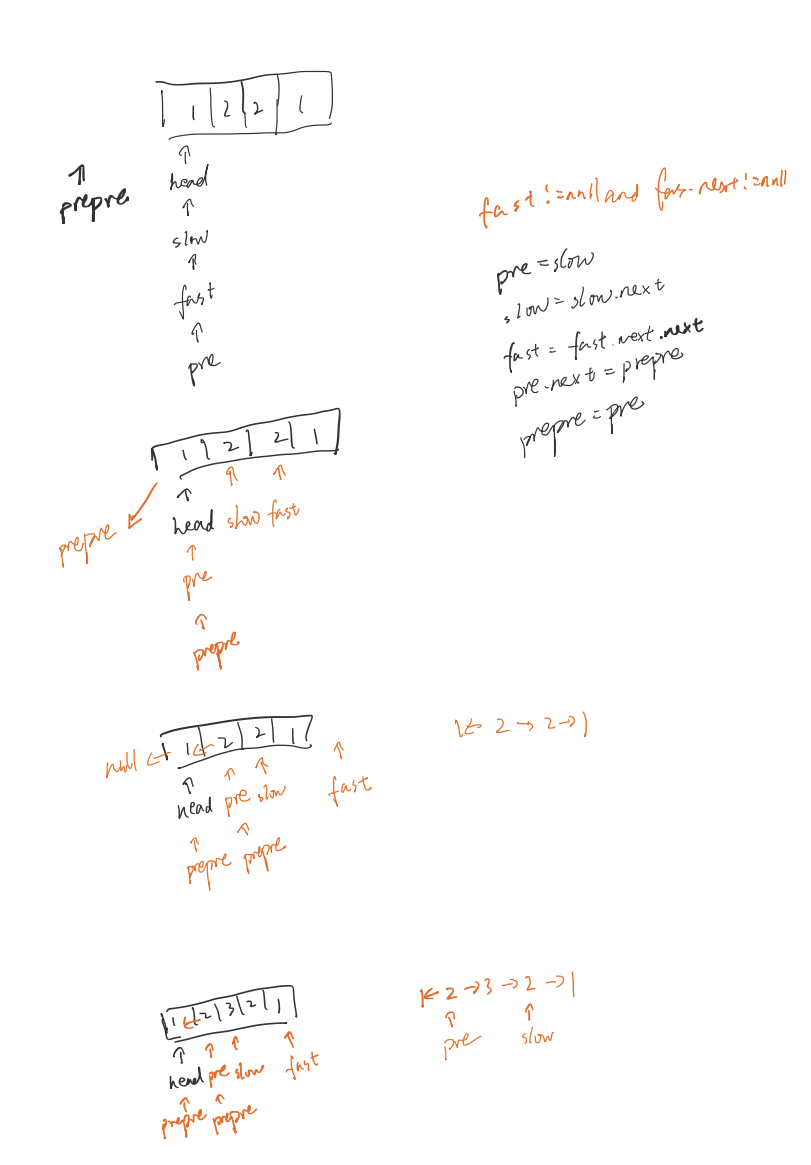 1 2 2 1
head
prepre
slow
fast
pre
fast != null and fas.next != null
pre = slow
slow = slow.next
fast = fast.next.next
pre.next = prepre
prepre = pre
1 2 2 1
prepre
head slow fast
pre
prepre
null ← 1 ← 2 2 1
head pre slow fast
prepre prepre
1 ← 2 → 2 → 1
1 ← 2 3 2 1
head pre slow fast
prepre prepre
1 ← 2 → 3 → 2 → 1
pre slow